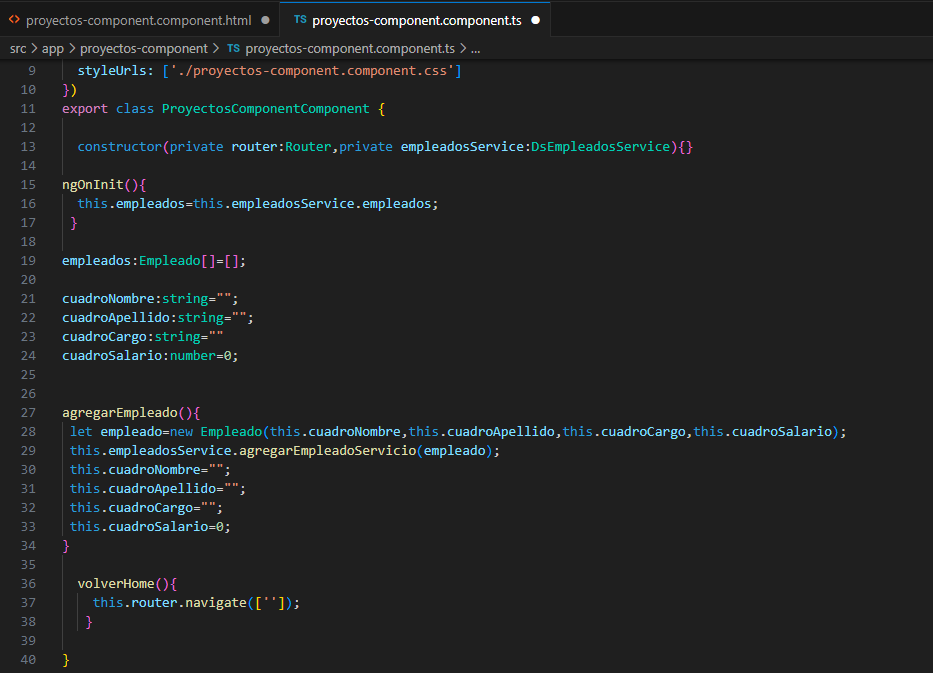 <> proyectos-component.component.html ● TS proyectos-component.component.ts ●
src > app > proyectos-component > TS proyectos-component.component.ts > ...
9 styleUrls: ['./proyectos-component.component.css']
10 })
11 export class ProyectosComponentComponent {
12
13 constructor(private router:Router,private empleadosService:DsEmpleadosService){}
14
15 ngOnInit(){
16 this.empleados=this.empleadosService.empleados;
17 }
18
19 empleados:Empleado[]=[];
20
21 cuadroNombre:string="";
22 cuadroApellido:string="";
23 cuadroCargo:string=""
24 cuadroSalario:number=0;
25
26
27 agregarEmpleado(){
28 let empleado=new Empleado(this.cuadroNombre,this.cuadroApellido,this.cuadroCargo,this.cuadroSalario);
29 this.empleadosService.agregarEmpleadoServicio(empleado);
30 this.cuadroNombre="";
31 this.cuadroApellido="";
32 this.cuadroCargo="";
33 this.cuadroSalario=0;
34 }
35
36 volverHome(){
37 this.router.navigate(['']);
38 }
39
40 }